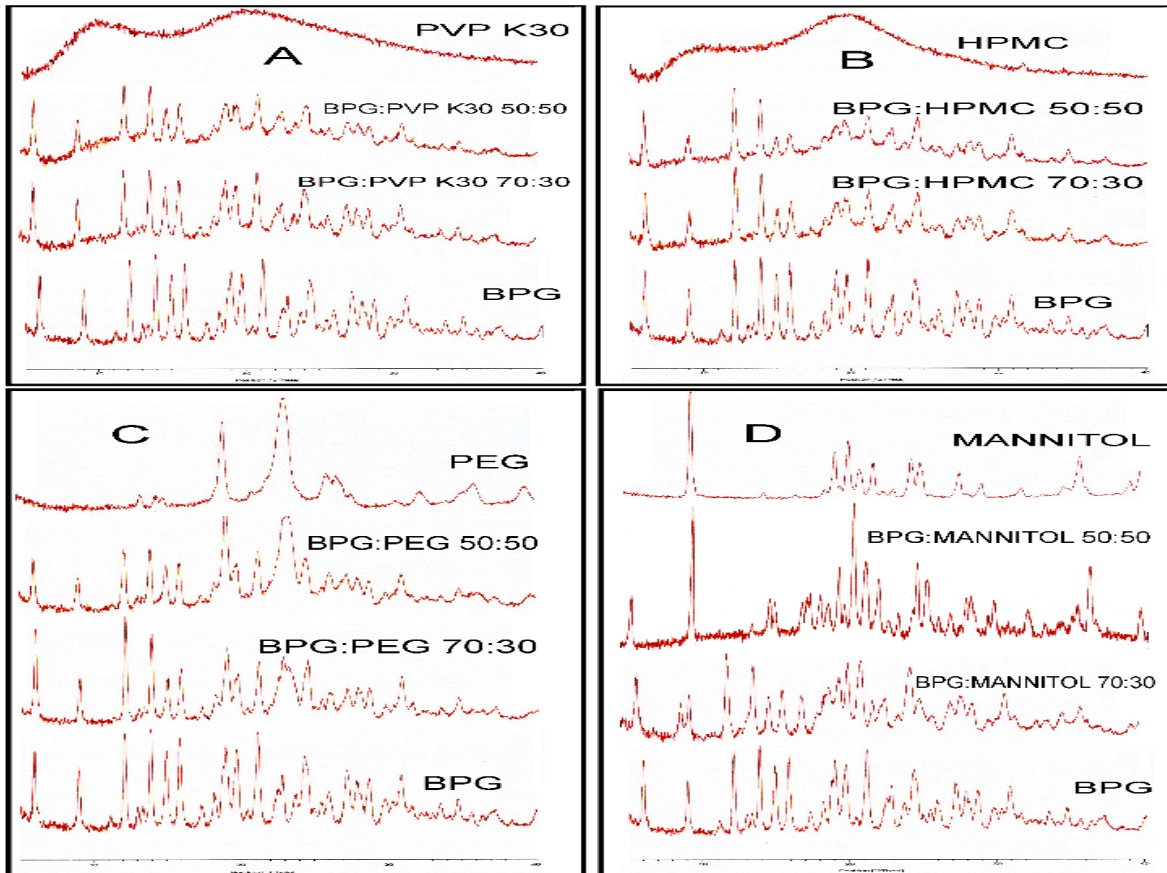 PVP K30
A
BPG:PVP K30 50:50
BPG:PVP K30 70:30
BPG
HPMC
B
BPG:HPMC 50:50
BPG:HPMC 70:30
BPG
C
PEG
BPG:PEG 50:50
BPG:PEG 70:30
BPG
D
MANNITOL
BPG:MANNITOL 50:50
BPG:MANNITOL 70:30
BPG